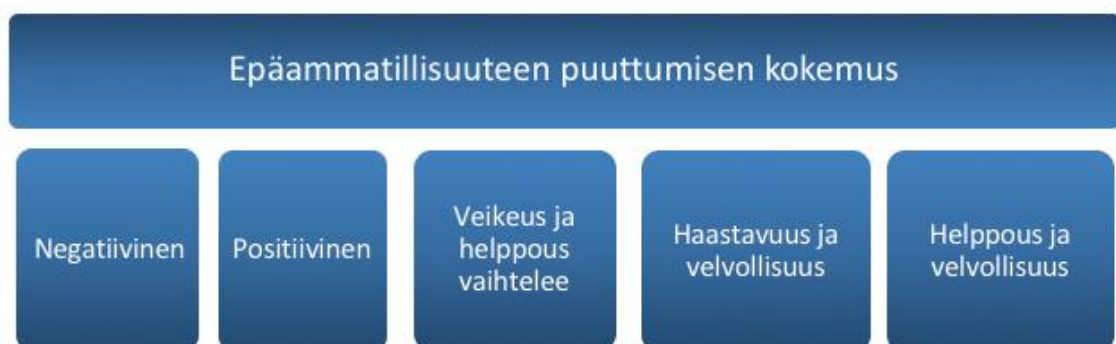 Epäammatillisuuteen puuttumisen kokemus
Negatiivinen
Positiivinen
Veikeus ja
helppous
vaihtelee
Haastavuus ja
velvollisuus
Helppous ja
velvollisuus